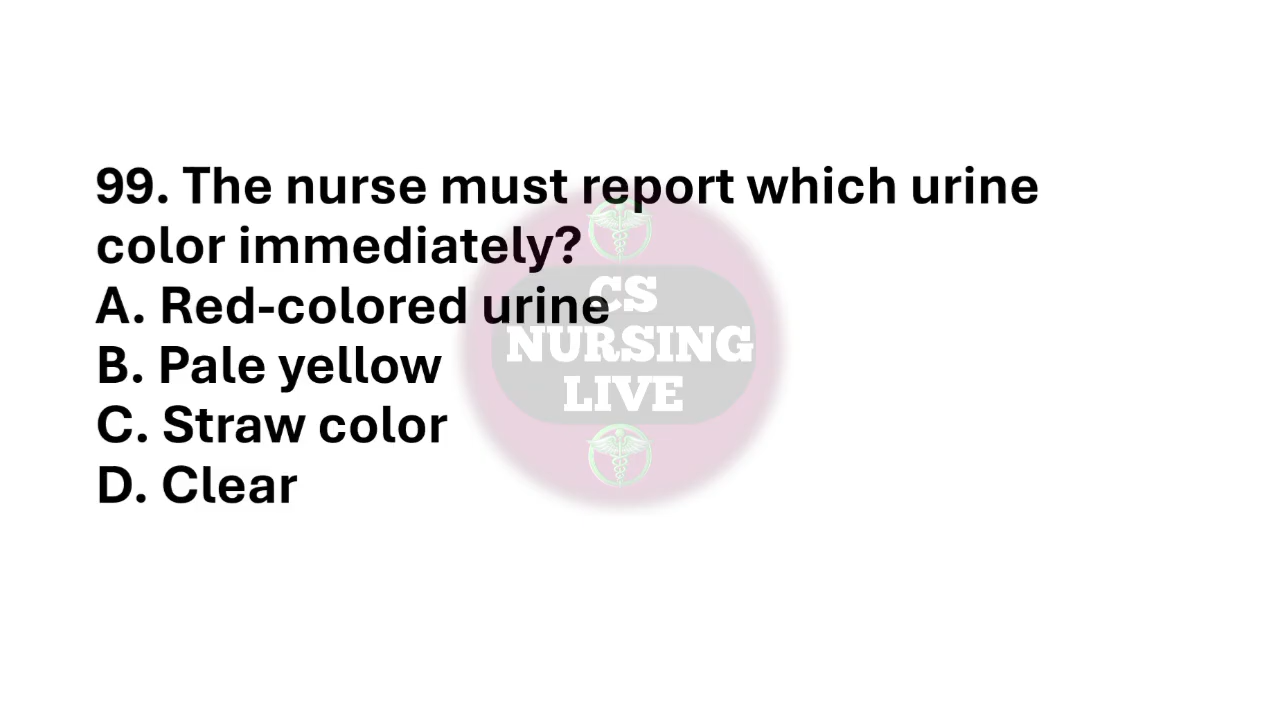 99. The nurse must report which urine
color immediately?
A. Red-colored urine
B. Pale yellow
C. Straw color
D. Clear
CS
NURSING
LIVE